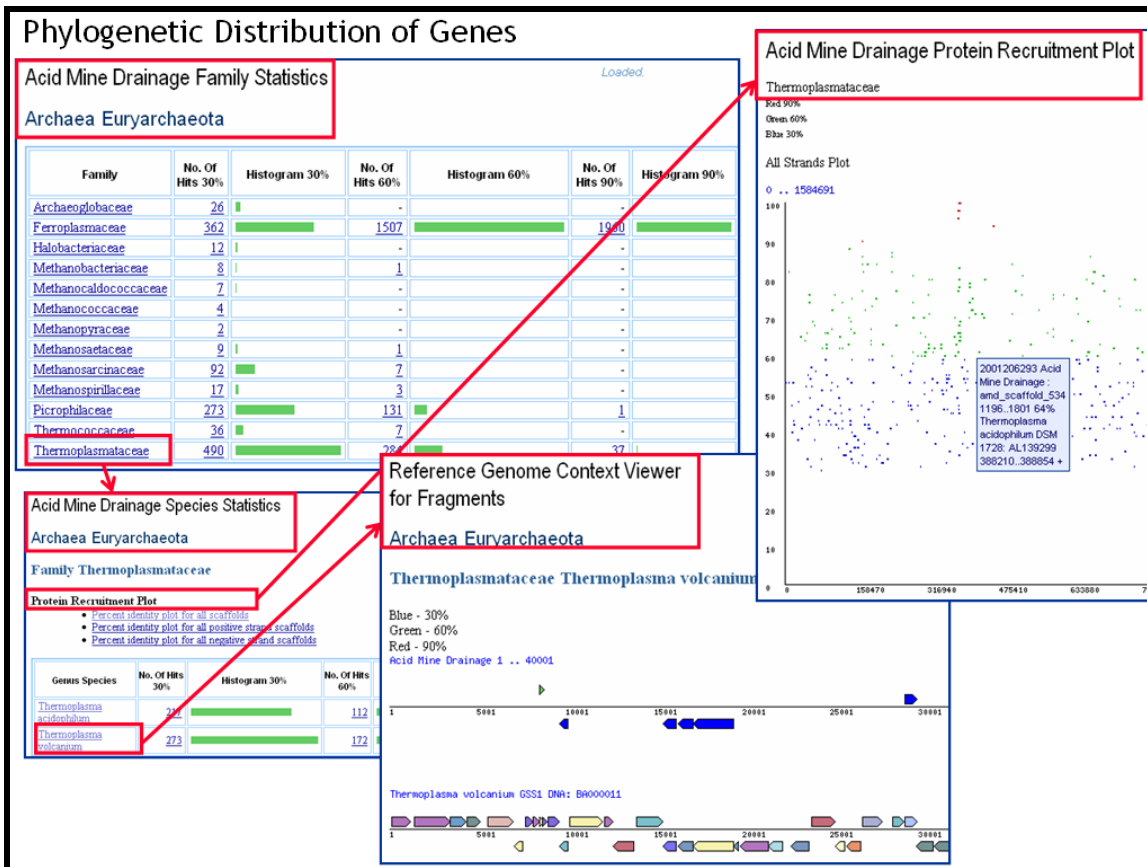 Phylogenetic Distribution of Genes
Acid Mine Drainage Family Statistics
Loaded.
Archaea Euryarchaeota
Family No. Of Hits 30% Histogram 30% No. Of Hits 60% Histogram 60% No. Of Hits 90% Histogram 90%
Archaeoglobaceae 26 - -
Ferroplasmaceae 362 1507 1960
Halobacteriaceae 12 - -
Methanobacteriaceae 8 1 -
Methanocaldococcaceae 7 - -
Methanococcaceae 4 - -
Methanopyraceae 2 - -
Methanosaetaceae 9 1 -
Methanosarcinaceae 92 7 -
Methanospirillaceae 17 3 -
Picrophilaceae 273 131 1
Thermococcaceae 36 7 -
Thermoplasmataceae 490 284 37
Acid Mine Drainage Species Statistics
Archaea Euryarchaeota
Family Thermoplasmataceae
Protein Recruitment Plot
• Percent identity plot for all scaffolds
• Percent identity plot for all positive strand scaffolds
• Percent identity plot for all negative strand scaffolds
Genus Species No. Of Hits 30% Histogram 30% No. Of Hits 60%
Thermoplasma acidophilum 217 112
Thermoplasma volcanium 273 172
Reference Genome Context Viewer
for Fragments
Archaea Euryarchaeota
Thermoplasmataceae Thermoplasma volcanium
Blue - 30%
Green - 60%
Red - 90%
Acid Mine Drainage 1 .. 40001
1 5001 10001 15001 20001 25001 30001
Thermoplasma volcanium GSS1 DNA: BA000011
1 5001 10001 15001 20001 25001 30001
Acid Mine Drainage Protein Recruitment Plot
Thermoplasmataceae
Red 90%
Green 60%
Blue 30%
All Strands Plot
0 .. 1584691
100
90
80
70
60
50
40
30
20
10
0 0 158470 316940 475410 633880
2001206293 Acid
Mine Drainage :
amd_scaffold_534
1196..1801 64%
Thermoplasma
acidophilum DSM
1728: AL139299
388210..388854 +